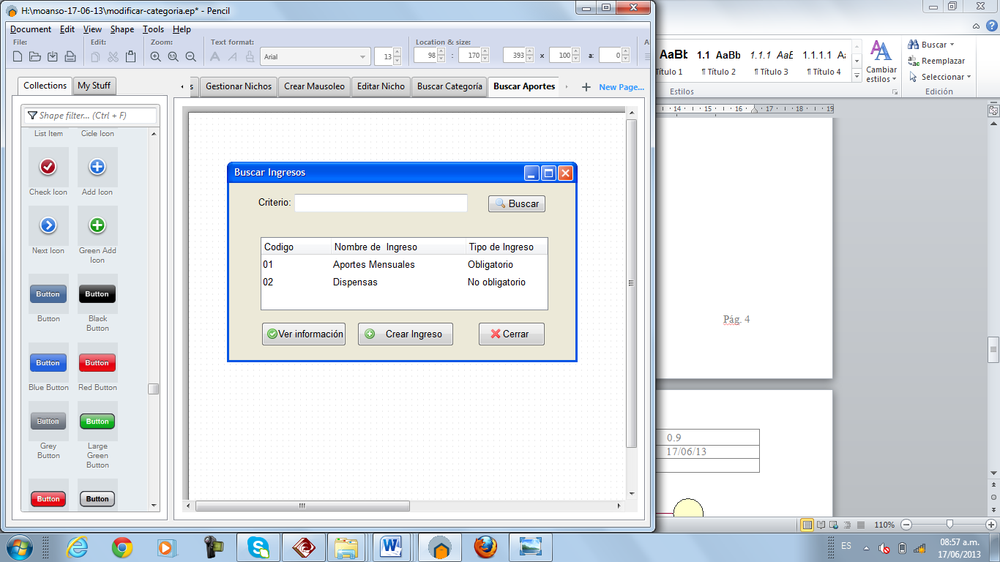 H:\moanso-17-06-13\modificar-categoria.ep* - Pencil
Document Edit View Shape Tools Help
File: Edit: Zoom: Text format: Location & size:
Arial 13 98 : 170 393 x 100 a: 0
Collections My Stuff
s Gestionar Nichos Crear Mausoleo Editar Nicho Buscar Categoría Buscar Aportes New Page...
Shape filter... (Ctrl + F)
List Item Cicle Icon
Check Icon Add Icon
Next Icon Green Add Icon
Button Button
Button Black Button
Button Button
Blue Button Red Button
Button Button
Grey Button Large Green Button
Button Button
Buscar Ingresos
Criterio: Buscar
Codigo Nombre de Ingreso Tipo de Ingreso
01 Aportes Mensuales Obligatorio
02 Dispensas No obligatorio
Ver información Crear Ingreso Cerrar
AaBb 1.1 AaBb 1.1.1 AaE 1.1.1.1 Aa
Título 1 ¶ Título 2 ¶ Título 3 ¶ Título 4
Cambiar estilos
Estilos
Buscar
Reemplazar
Seleccionar
Edición
14 15 16 17 18 19
Pág. 4
0.9
17/06/13
110%
ES
08:57 a.m.
17/06/2013